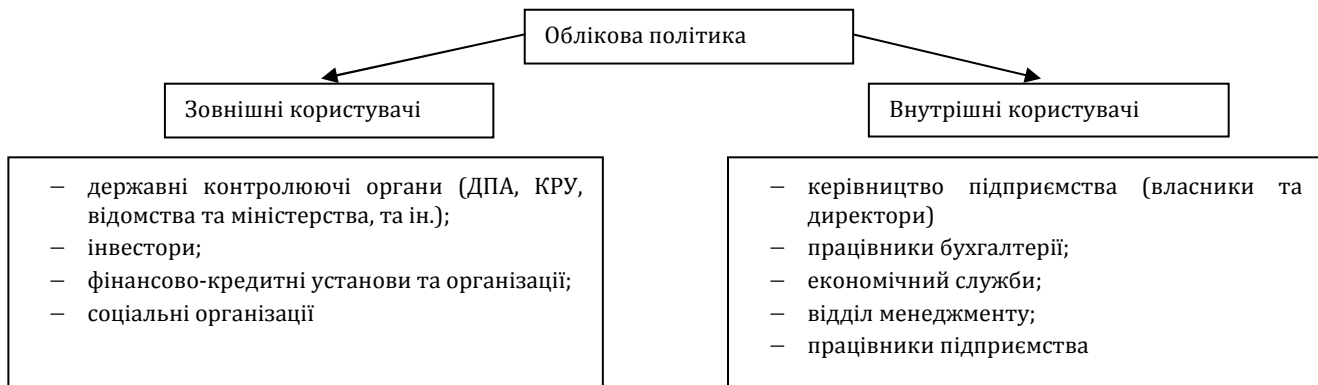 Облікова політика
Зовнішні користувачі
Внутрішні користувачі
– державні контролюючі органи (ДПА, КРУ,
відомства та міністерства, та ін.);
– інвестори;
– фінансово-кредитні установи та організації;
– соціальні організації
– керівництво підприємства (власники та
директори)
– працівники бухгалтерії;
– економічний служби;
– відділ менеджменту;
– працівники підприємства